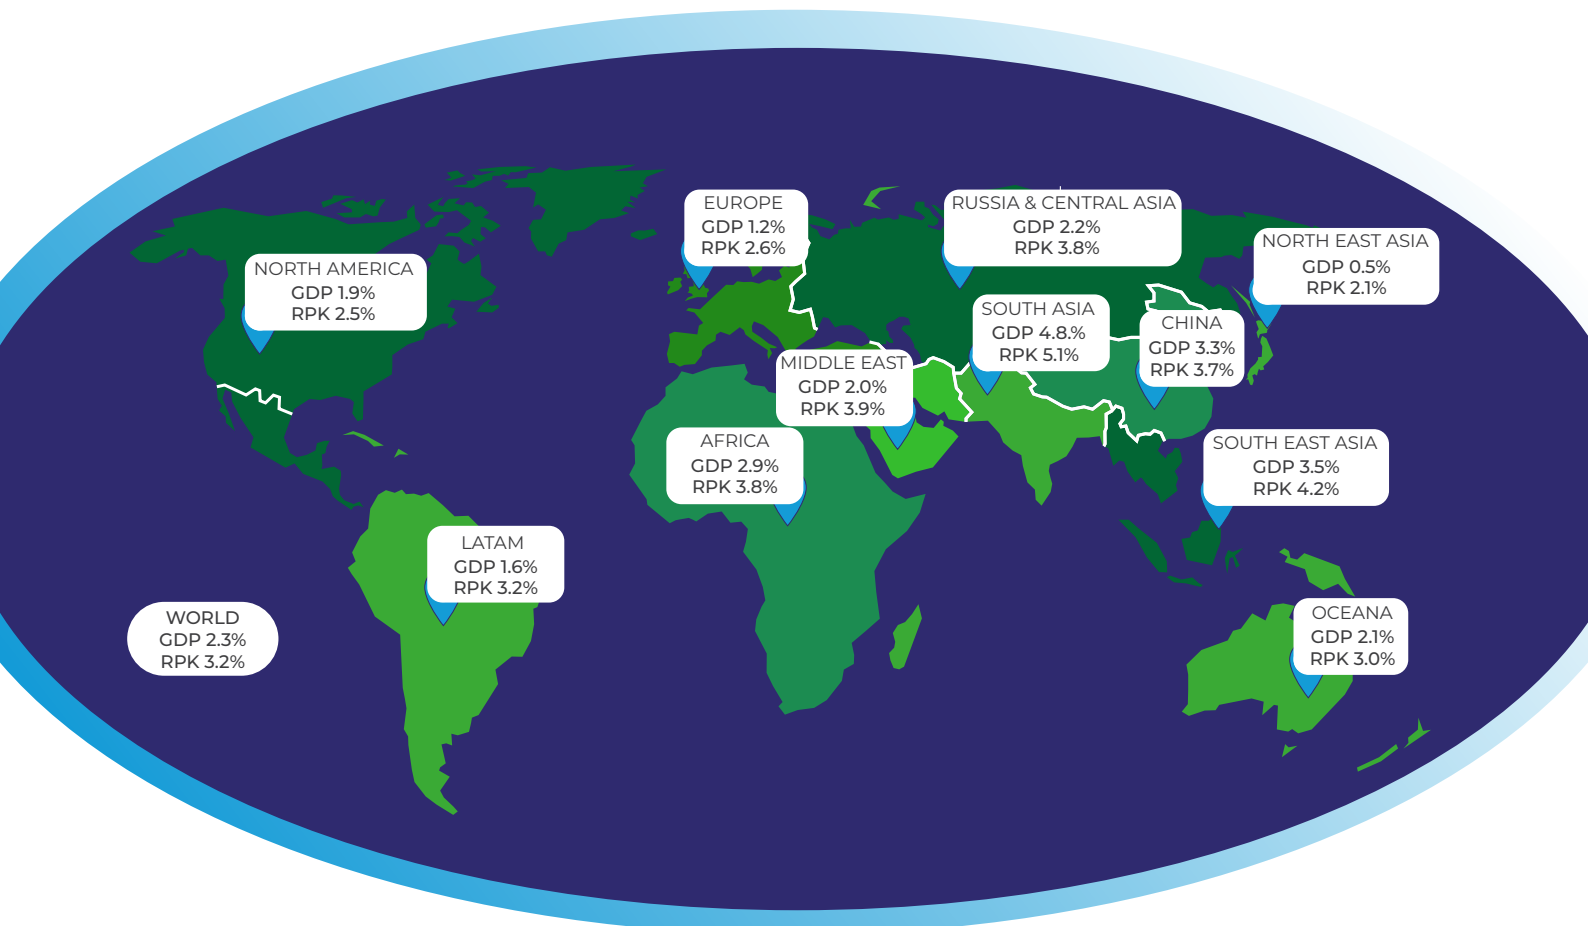 EUROPE
GDP 1.2%
RPK 2.6%
RUSSIA & CENTRAL ASIA
GDP 2.2%
RPK 3.8%
NORTH EAST ASIA
GDP 0.5%
RPK 2.1%
NORTH AMERICA
GDP 1.9%
RPK 2.5%
SOUTH ASIA
GDP 4.8.%
RPK 5.1%
CHINA
GDP 3.3%
RPK 3.7%
MIDDLE EAST
GDP 2.0%
RPK 3.9%
AFRICA
GDP 2.9%
RPK 3.8%
SOUTH EAST ASIA
GDP 3.5%
RPK 4.2%
LATAM
GDP 1.6%
RPK 3.2%
WORLD
GDP 2.3%
RPK 3.2%
OCEANA
GDP 2.1%
RPK 3.0%